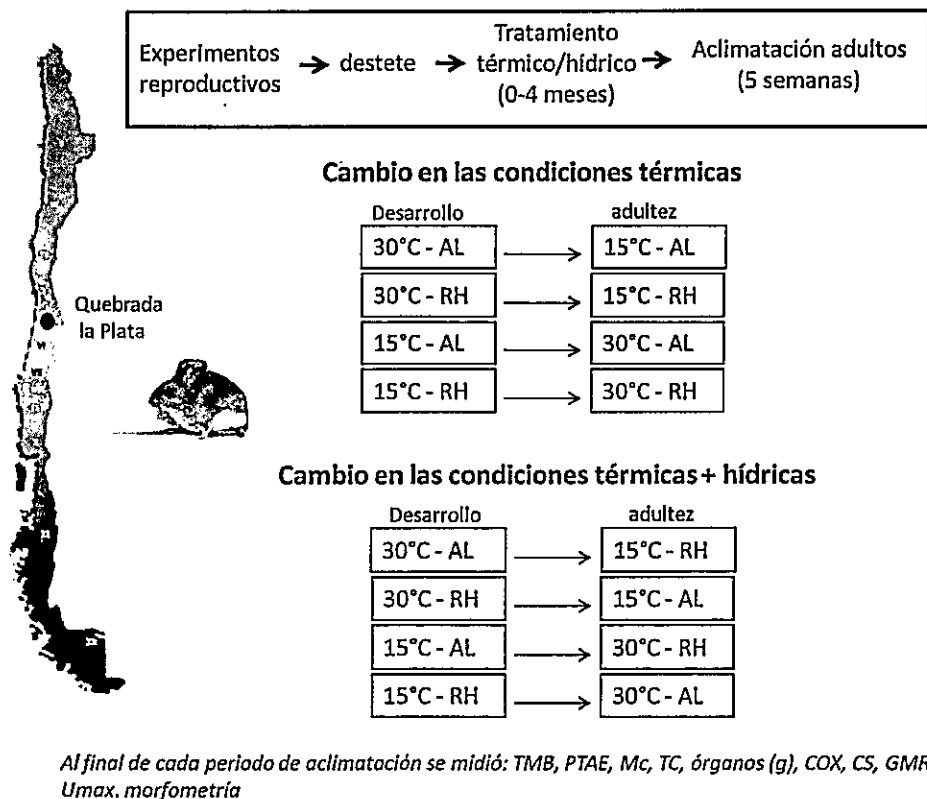 Experimentos reproductivos → destete → Tratamiento térmico/hídrico (0-4 meses) → Aclimatación adultos (5 semanas)
Cambio en las condiciones térmicas
Desarrollo adultez
30°C - AL → 15°C - AL
30°C - RH → 15°C - RH
15°C - AL → 30°C - AL
15°C - RH → 30°C - RH
Quebrada
la Plata
Cambio en las condiciones térmicas + hídricas
Desarrollo adultez
30°C - AL → 15°C - RH
30°C - RH → 15°C - AL
15°C - AL → 30°C - RH
15°C - RH → 30°C - AL
Al final de cada periodo de aclimatación se midió: TMB, PTAE, Mc, TC, órganos (g), COX, CS, GMR
Umax. morfometría